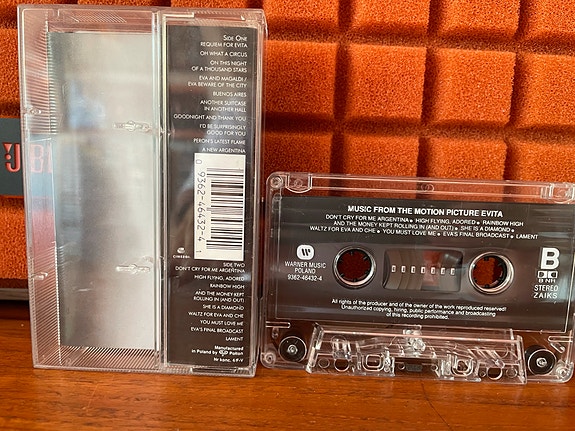 SIDE ONE
REQUIEM FOR EVITA
OH WHAT A CIRCUS
ON THIS NIGHT
OF A THOUSAND STARS
EVA AND MAGALDI /
EVA BEWARE OF THE CITY
BUENOS AIRES
ANOTHER SUITCASE
IN ANOTHER HALL
GOODNIGHT AND THANK YOU
I'D BE SURPRISINGLY
GOOD FOR YOU
PERON'S LATEST FLAME
A NEW ARGENTINA
0 9362-46432-4
CINERGI
SIDE TWO
DON'T CRY FOR ME ARGENTINA
HIGH FLYING, ADORED
RAINBOW HIGH
AND THE MONEY KEPT
ROLLING IN (AND OUT)
SHE IS A DIAMOND
WALTZ FOR EVA AND CHE
YOU MUST LOVE ME
EVA'S FINAL BROADCAST
LAMENT
Manufactured
in Poland by Polton
MUSIC FROM THE MOTION PICTURE EVITA
DON'T CRY FOR ME ARGENTINA • HIGH FLYING, ADORED • RAINBOW HIGH
AND THE MONEY KEPT ROLLING IN (AND OUT) • SHE IS A DIAMOND •
WALTZ FOR EVA AND CHE • YOU MUST LOVE ME • EVA'S FINAL BROADCAST • LAMENT
WARNER MUSIC
POLAND
9362-46432-4
B
B NR
STEREO
ZAIKS
All rights of the producer and of the owner of the work reproduced reserved!
Unauthorized copying, hiring, public performance and broadcasting
of this recording prohibited.